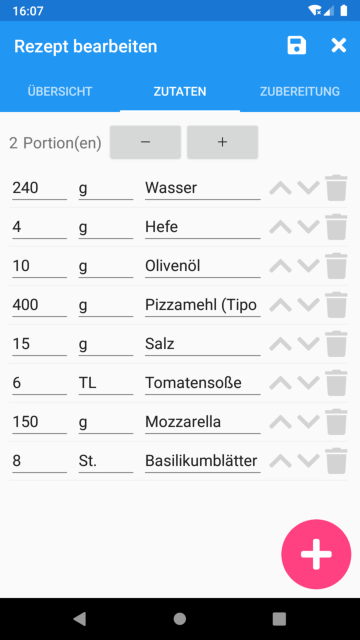 16:07
Rezept bearbeiten
ÜBERSICHT ZUTATEN ZUBEREITUNG
2 Portion(en) − +
240 g Wasser
4 g Hefe
10 g Olivenöl
400 g Pizzamehl (Tipo
15 g Salz
6 TL Tomatensoße
150 g Mozzarella
8 St. Basilikumblätter